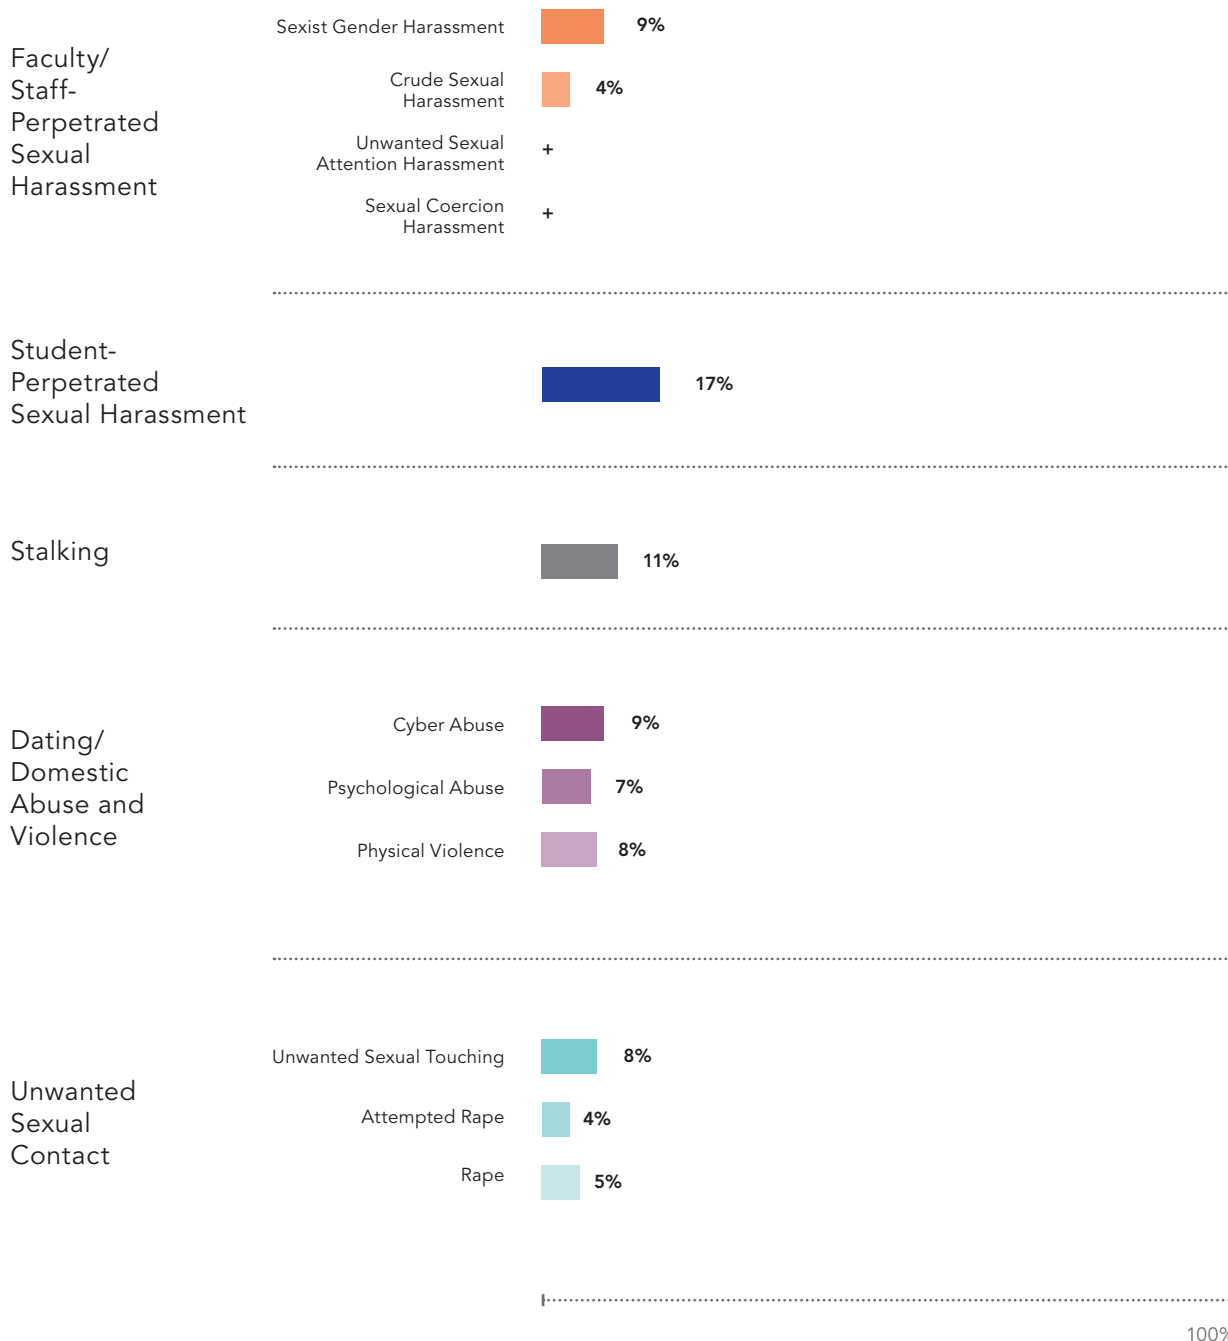 Faculty/
Staff-
Perpetrated
Sexual
Harassment
Sexist Gender Harassment 9%
Crude Sexual
Harassment 4%
Unwanted Sexual
Attention Harassment +
Sexual Coercion
Harassment +
Student-
Perpetrated
Sexual Harassment
17%
Stalking 11%
Dating/
Domestic
Abuse and
Violence
Cyber Abuse 9%
Psychological Abuse 7%
Physical Violence 8%
Unwanted
Sexual
Contact
Unwanted Sexual Touching 8%
Attempted Rape 4%
Rape 5%
100%